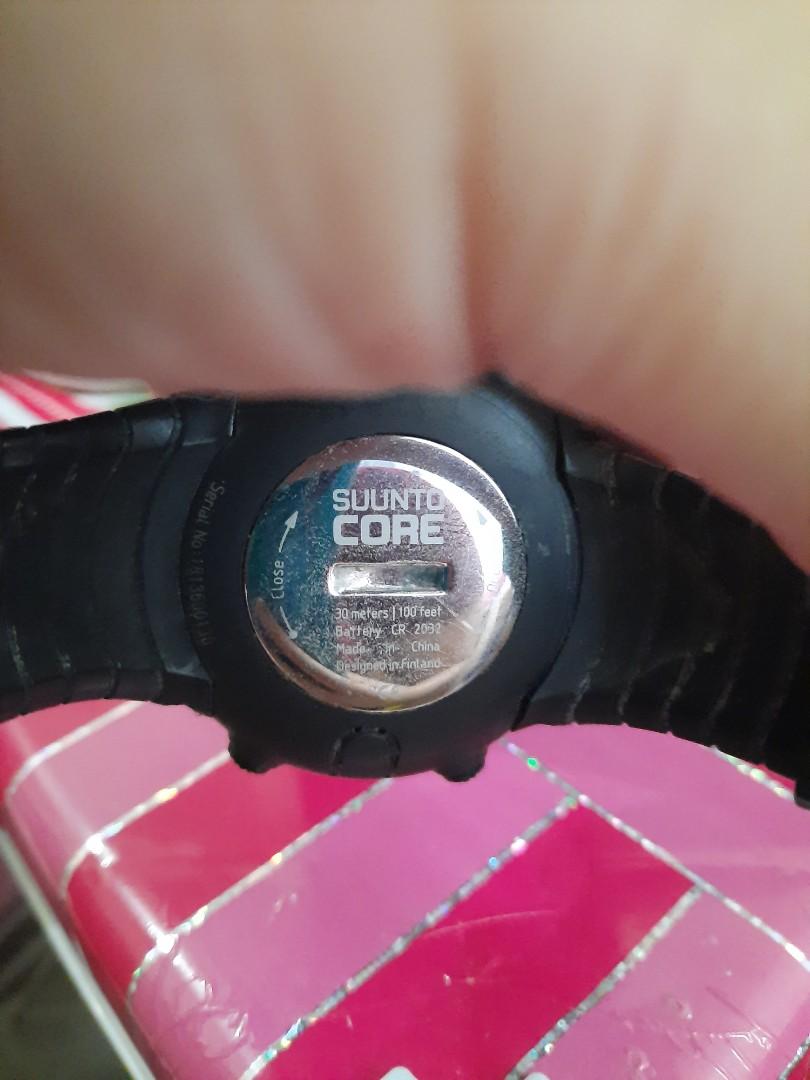 SUUNTO
CORE
Close
30 meters | 100 feet
Battery CR 2032
Made in China
Designed in Finland
Serial No